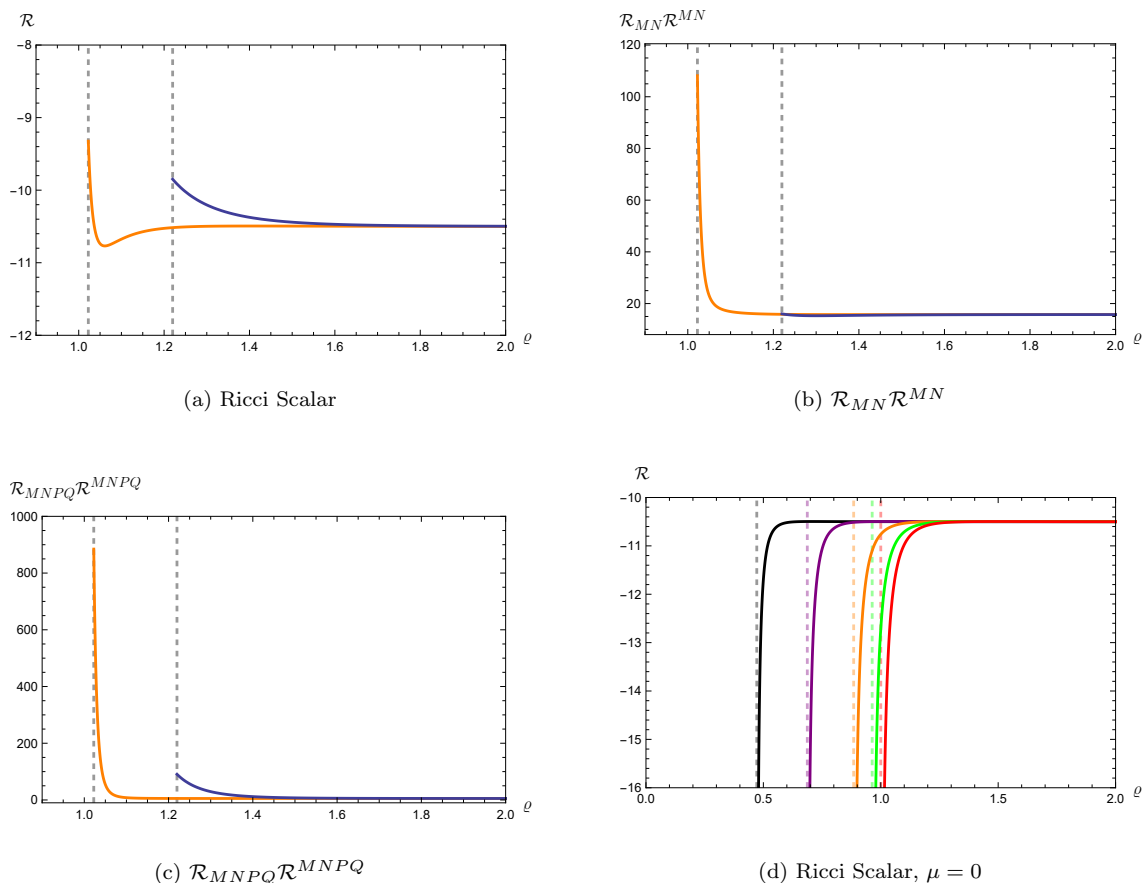 ℛ
−8
−9
−10
−11
−12
1.0 1.2 1.4 1.6 1.8 2.0 ϱ
(a) Ricci Scalar
ℛ_{MN}ℛ^{MN}
120
100
80
60
40
20
1.0 1.2 1.4 1.6 1.8 2.0 ϱ
(b) ℛ_{MN}ℛ^{MN}
ℛ_{MNPQ}ℛ^{MNPQ}
1000
800
600
400
200
0
1.0 1.2 1.4 1.6 1.8 2.0 ϱ
(c) ℛ_{MNPQ}ℛ^{MNPQ}
ℛ
−10
−11
−12
−13
−14
−15
−16
0.0 0.5 1.0 1.5 2.0 ϱ
(d) Ricci Scalar, μ = 0